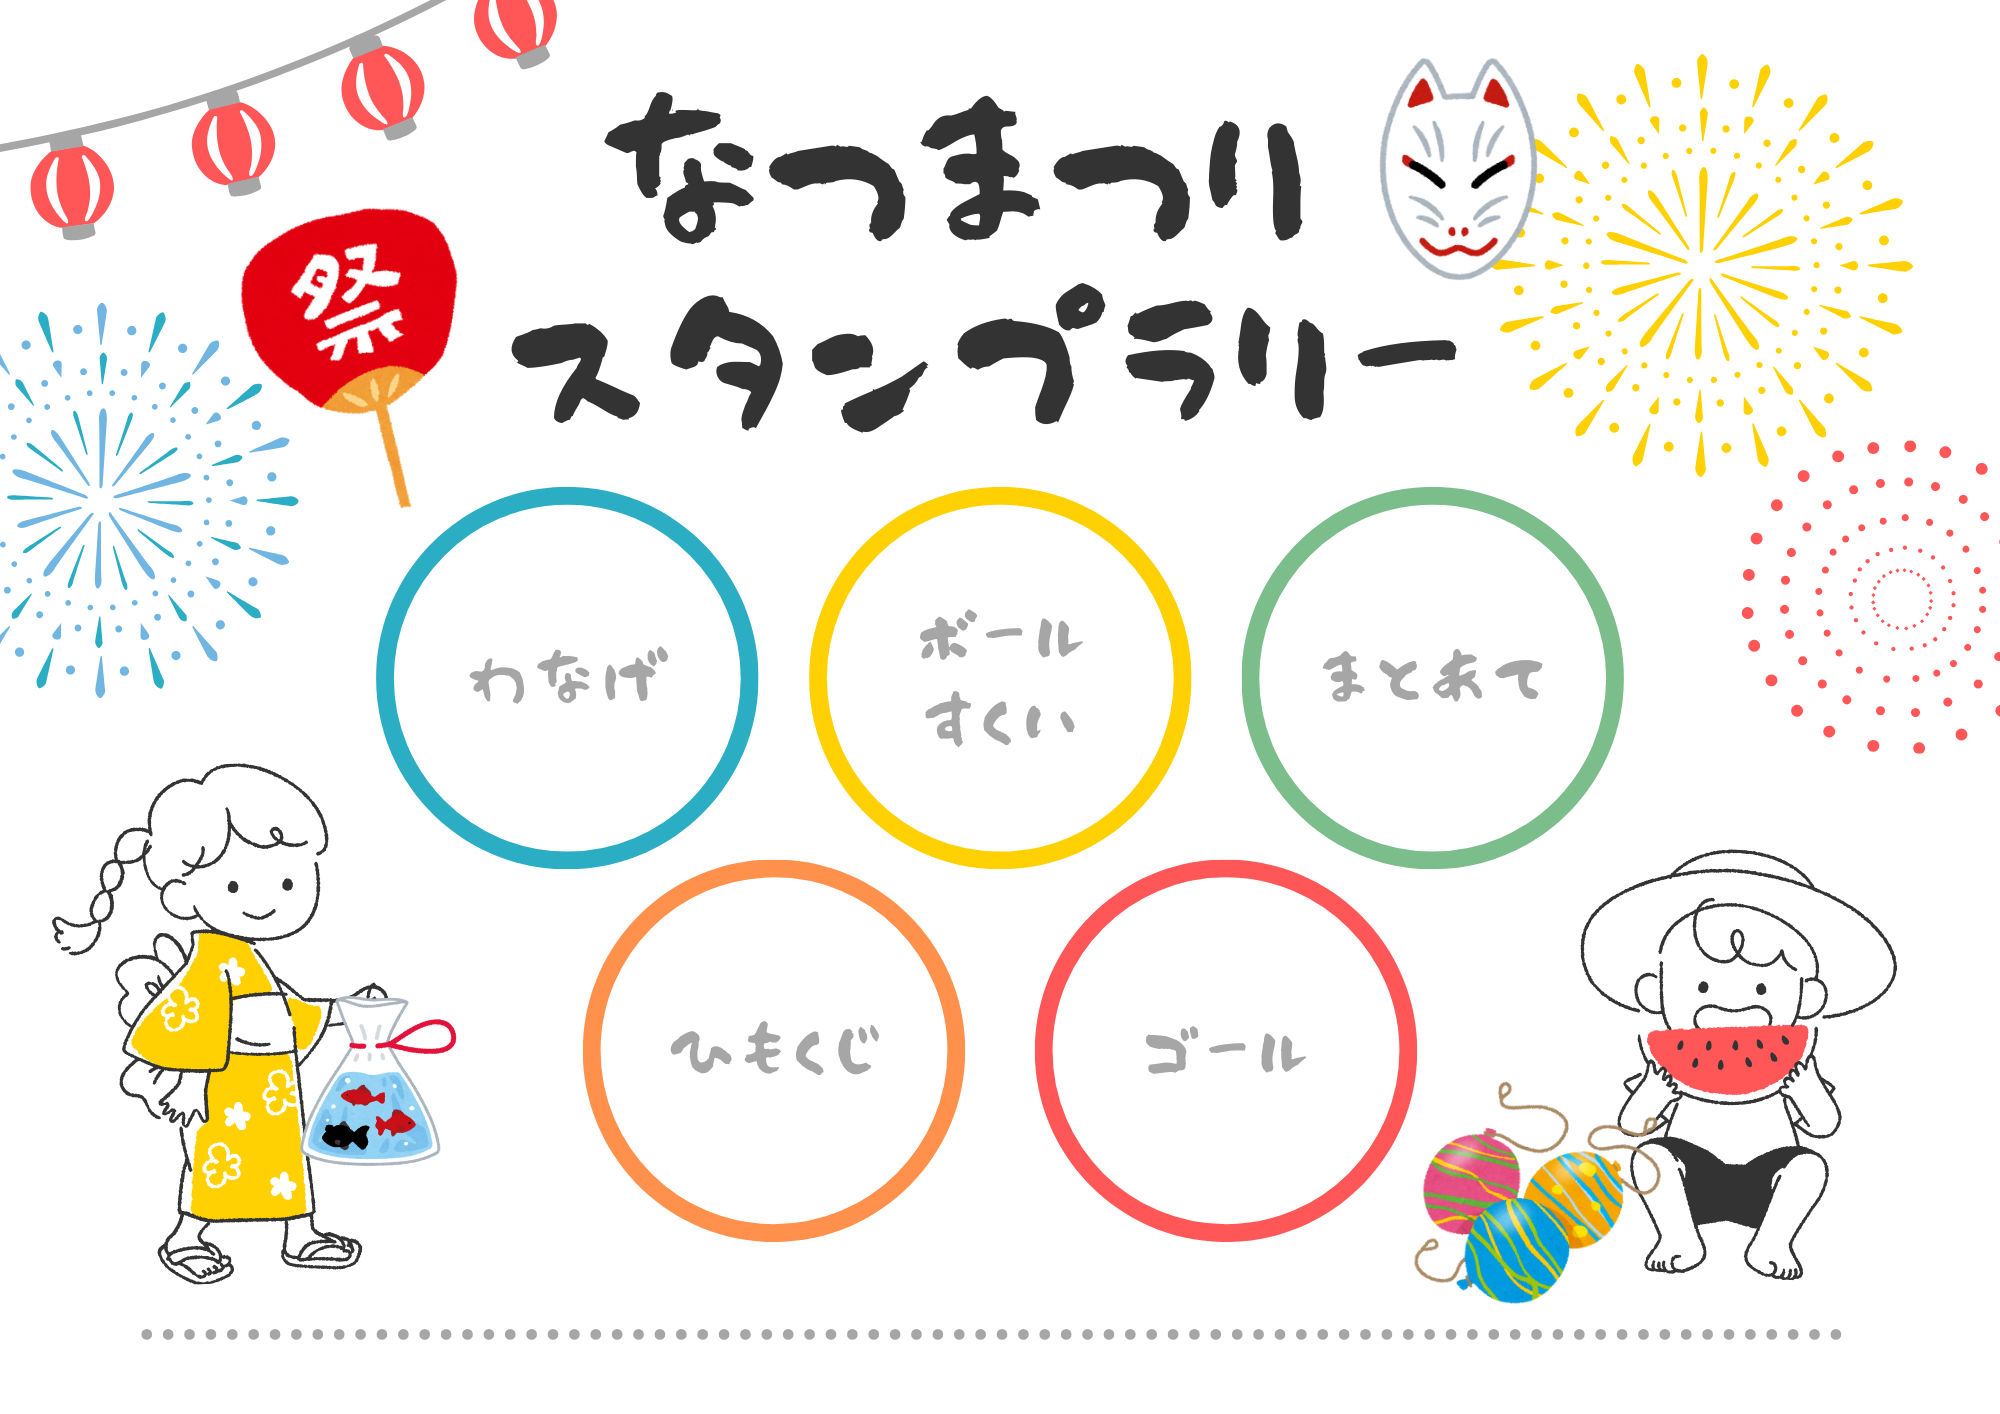 なつまつり
スタンプラリー
祭
わなげ
ボール
すくい
まとあて
ひもくじ
ゴール